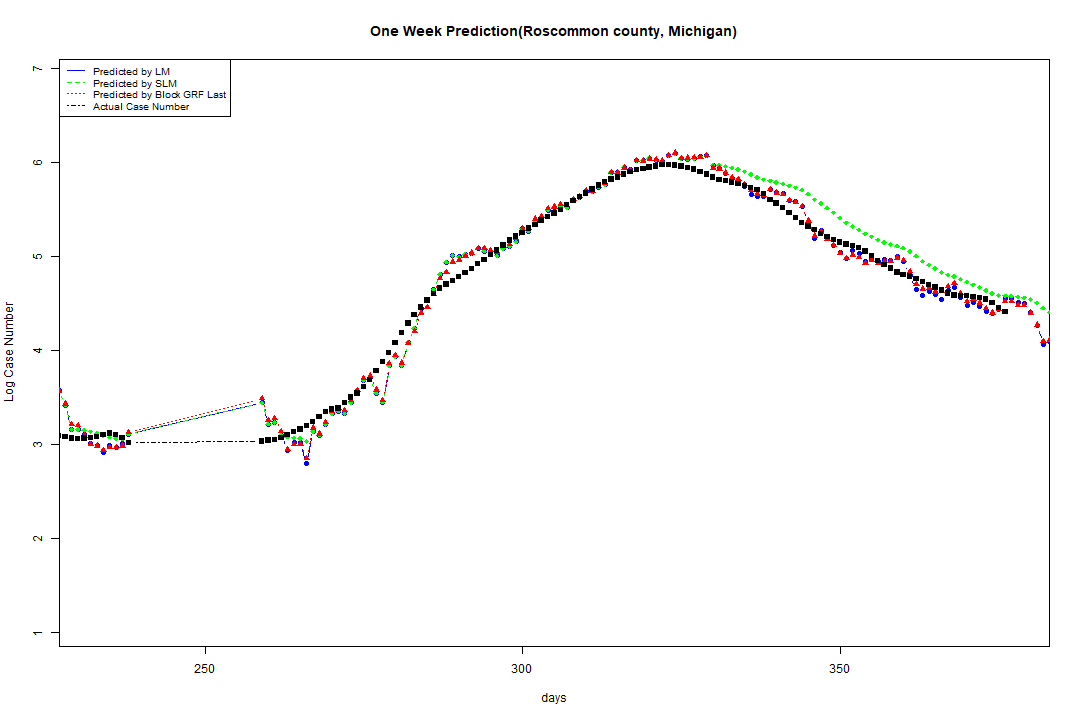 One Week Prediction(Roscommon county, Michigan)
Predicted by LM
Predicted by SLM
Predicted by Block GRF Last
Actual Case Number
7
6
5
4
3
2
1
Log Case Number
250
300
350
days